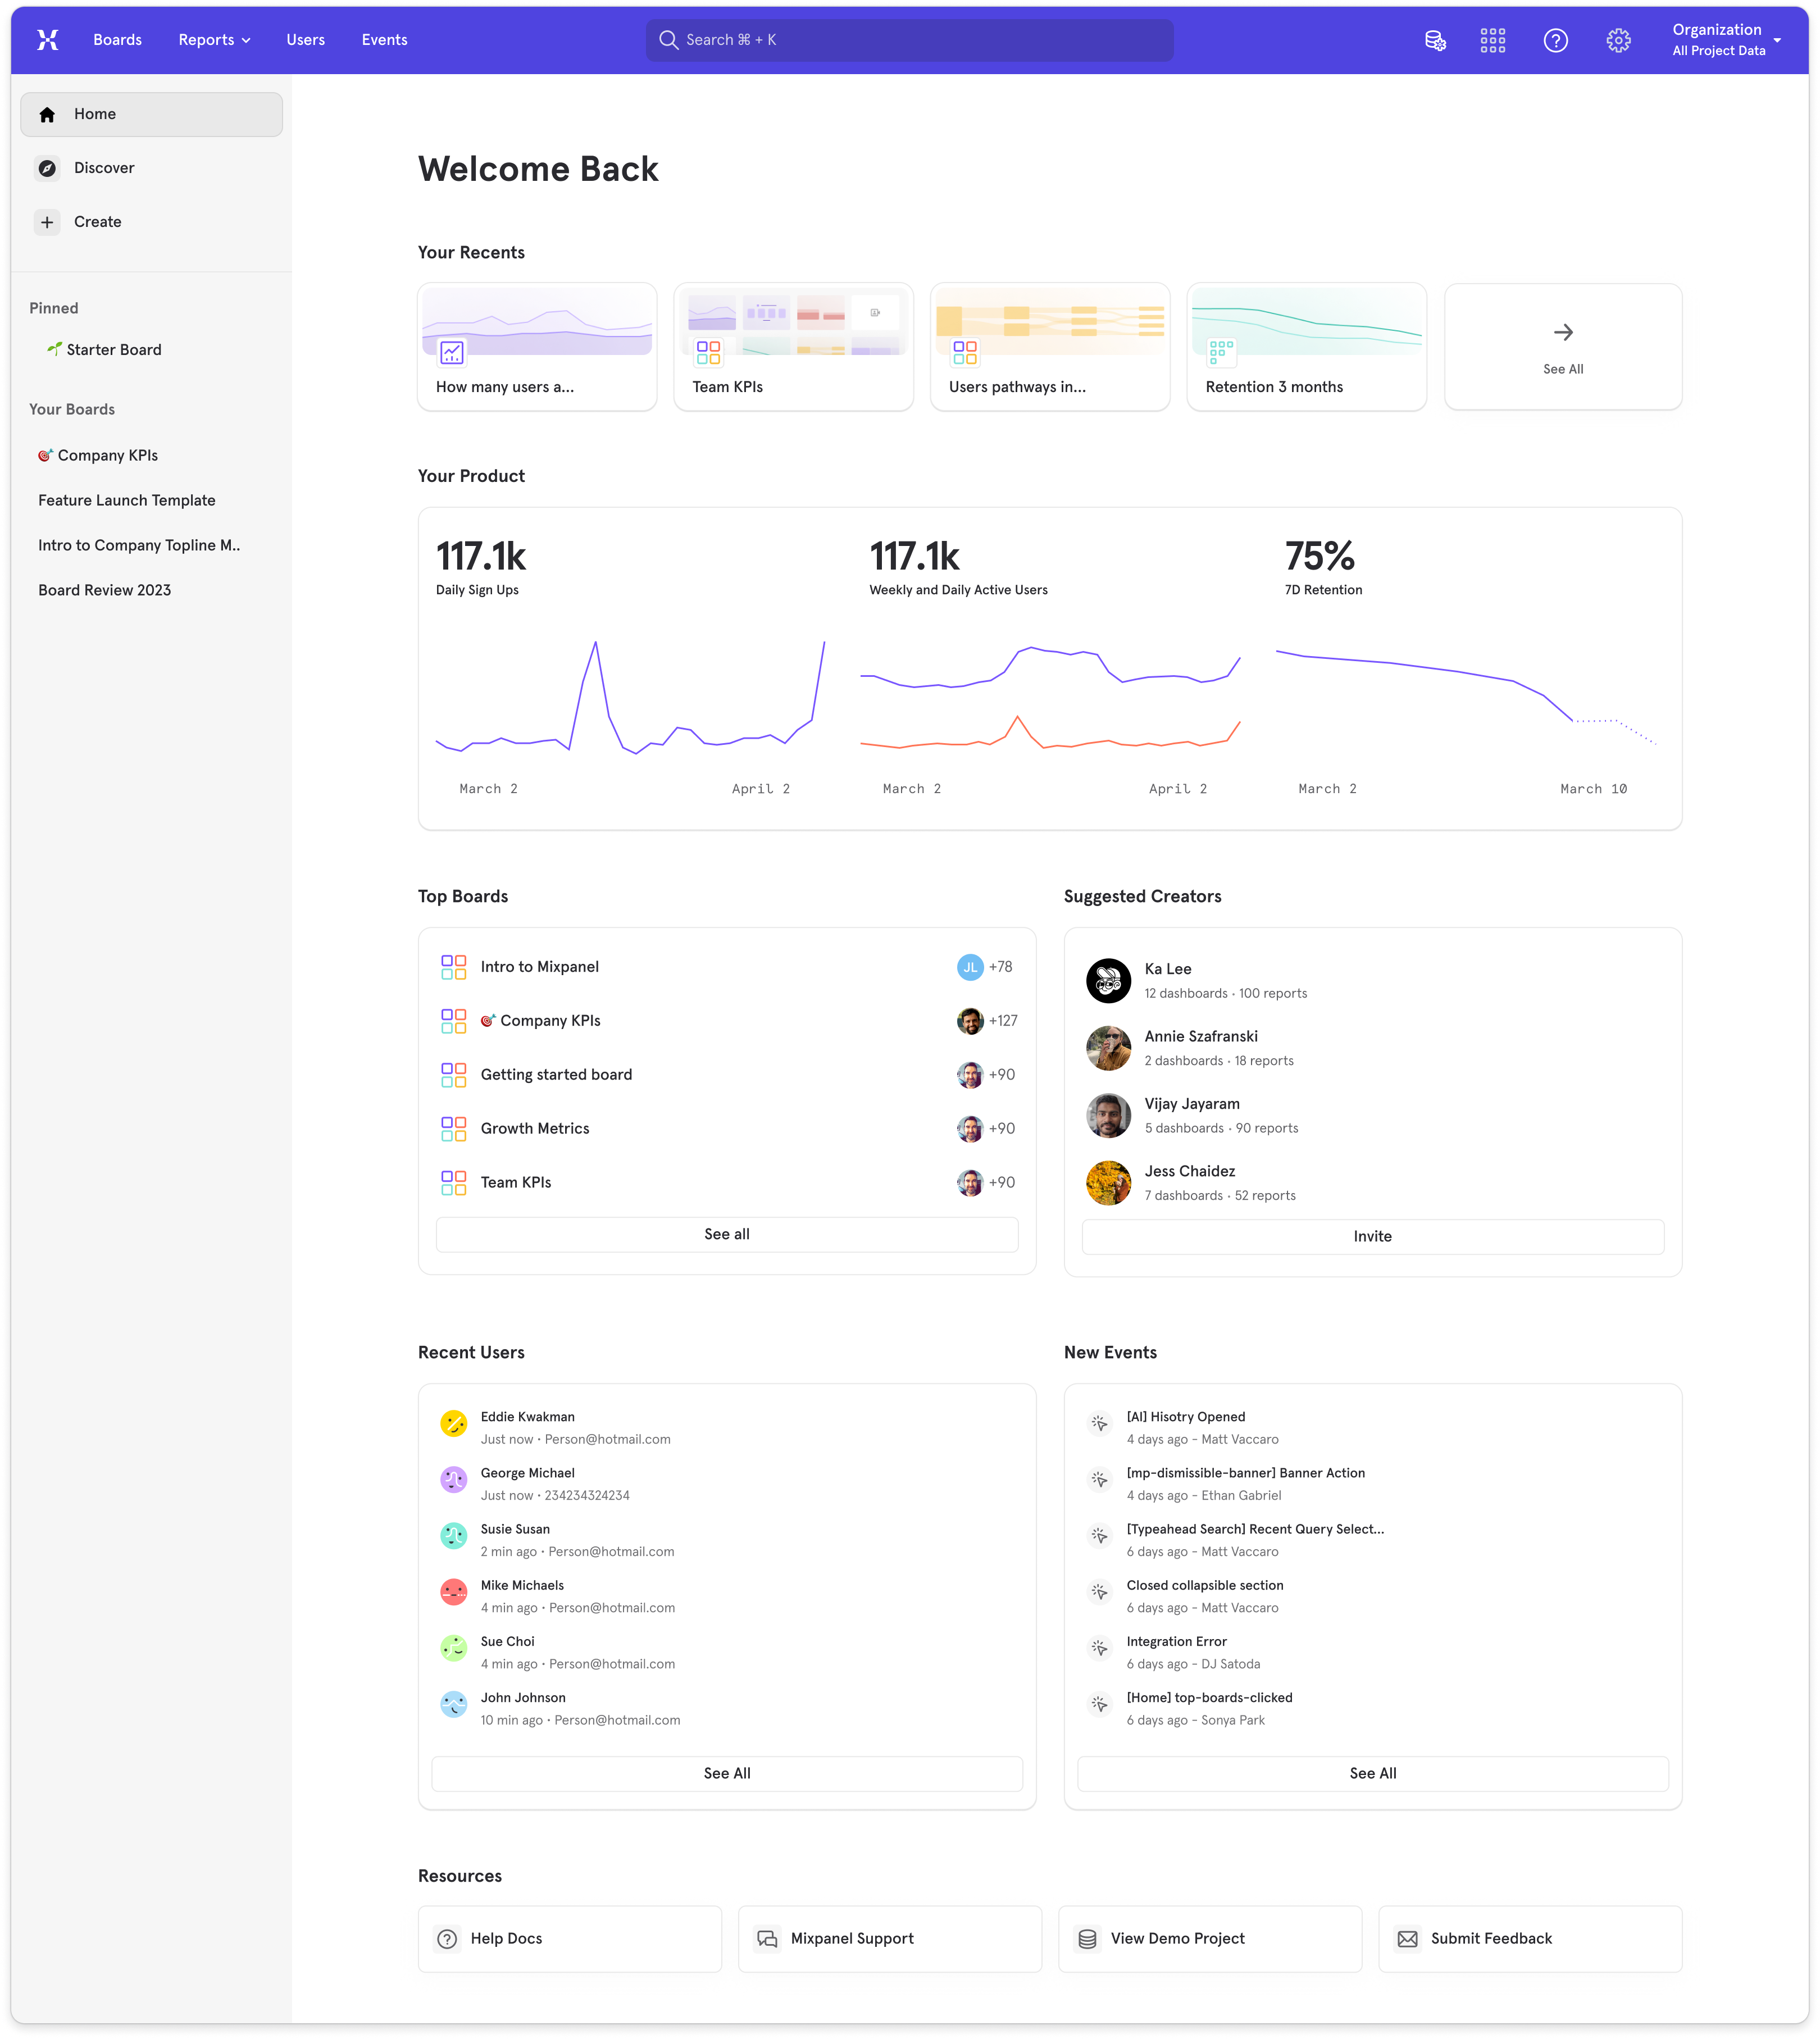 Boards
Reports
Users
Events
Search ⌘ + K
Organization
All Project Data
Home
Discover
Create
Pinned
🌱 Starter Board
Your Boards
🎯 Company KPIs
Feature Launch Template
Intro to Company Topline M..
Board Review 2023
Welcome Back
Your Recents
How many users a...
Team KPIs
Users pathways in...
Retention 3 months
See All
Your Product
117.1k
Daily Sign Ups
March 2
April 2
117.1k
Weekly and Daily Active Users
March 2
April 2
75%
7D Retention
March 2
March 10
Top Boards
Intro to Mixpanel
JL +78
🎯 Company KPIs
+127
Getting started board
+90
Growth Metrics
+90
Team KPIs
+90
See all
Suggested Creators
Ka Lee
12 dashboards • 100 reports
Annie Szafranski
2 dashboards • 18 reports
Vijay Jayaram
5 dashboards • 90 reports
Jess Chaidez
7 dashboards • 52 reports
Invite
Recent Users
Eddie Kwakman
Just now • Person@hotmail.com
George Michael
Just now • 234234324234
Susie Susan
2 min ago • Person@hotmail.com
Mike Michaels
4 min ago • Person@hotmail.com
Sue Choi
4 min ago • Person@hotmail.com
John Johnson
10 min ago • Person@hotmail.com
See All
New Events
[AI] Hisotry Opened
4 days ago - Matt Vaccaro
[mp-dismissible-banner] Banner Action
4 days ago - Ethan Gabriel
[Typeahead Search] Recent Query Select...
6 days ago - Matt Vaccaro
Closed collapsible section
6 days ago - Matt Vaccaro
Integration Error
6 days ago - DJ Satoda
[Home] top-boards-clicked
6 days ago - Sonya Park
See All
Resources
Help Docs
Mixpanel Support
View Demo Project
Submit Feedback